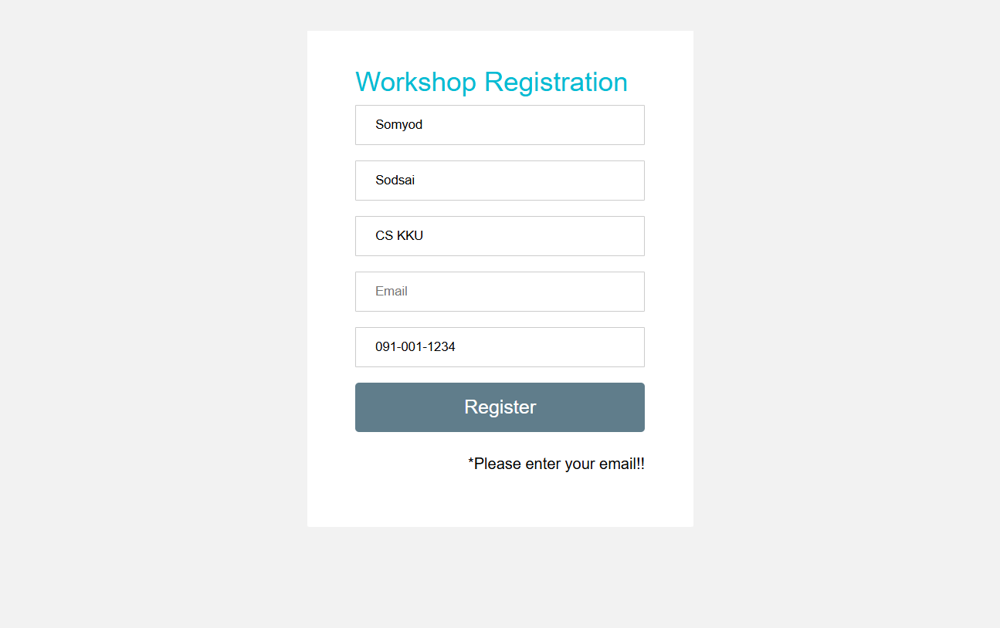 Workshop Registration
Somyod
Sodsai
CS KKU
Email
091-001-1234
Register
*Please enter your email!!